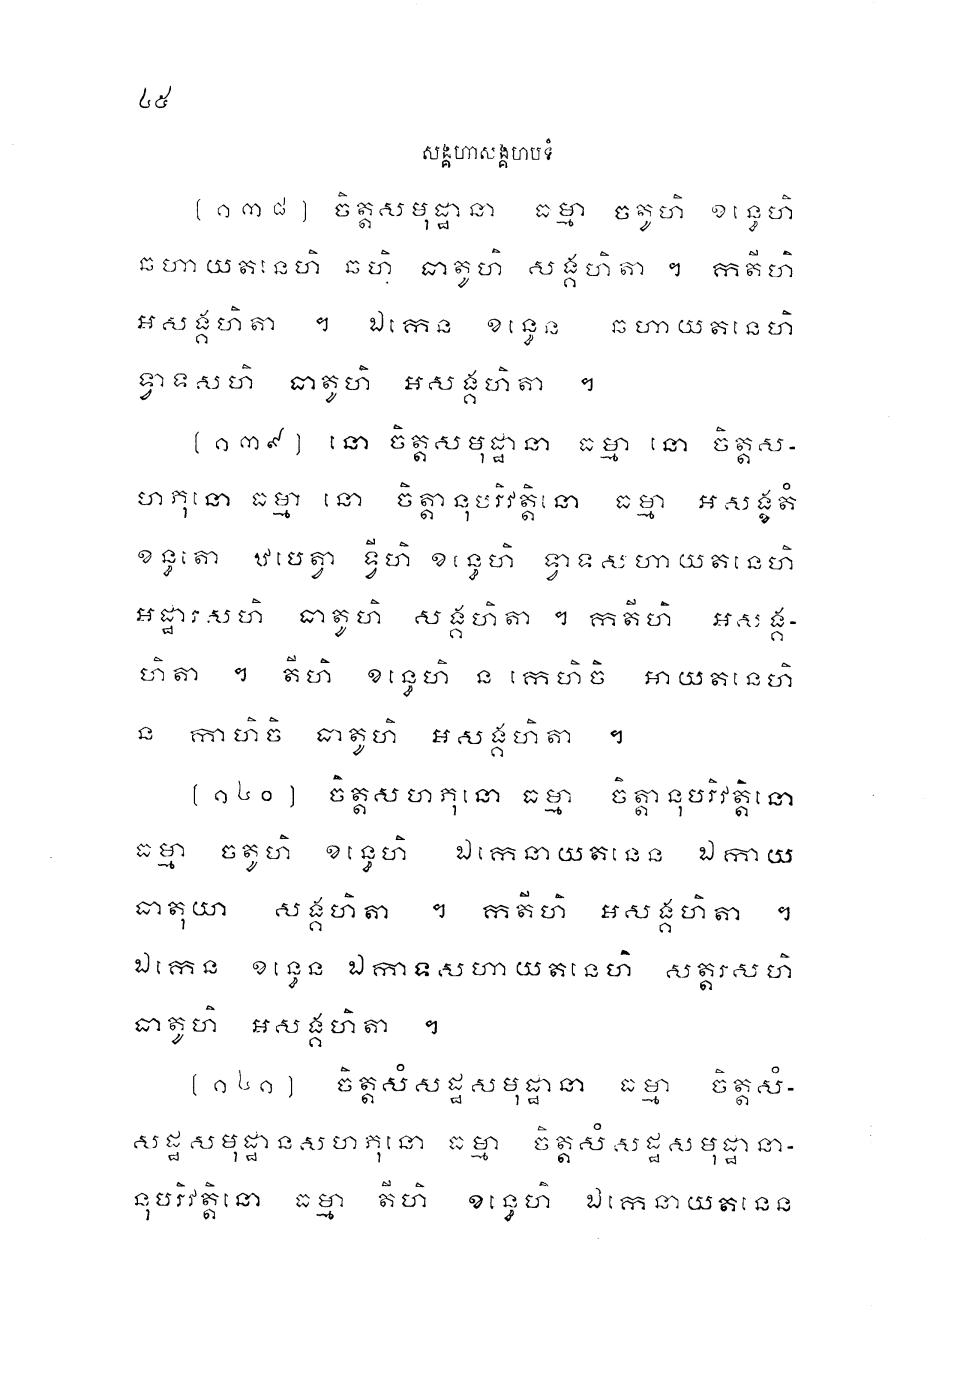 ៤៥
សង្គហាសង្គហបទំ
(១៣៨) ចិត្តសមុដ្ឋានា ធម្មា ចតូហិ ខន្ធេហិ
ឆហាយតនេហិ ឆហិ ធាតូហិ សង្គហិតា ។ កតីហិ
អសង្គហិតា ។ ឯកេន ខន្ធេន ឆហាយតនេហិ
ទ្វាទសហិ ធាតូហិ អសង្គហិតា ។
(១៣៩) នោ ចិត្តសមុដ្ឋានា ធម្មា នោ ចិត្តស-
ហភុនោ ធម្មា នោ ចិត្តានុបរិវត្តិនោ ធម្មា អសង្ខតំ
ខន្ធតោ ឋបេត្វា ទ្វីហិ ខន្ធេហិ ទ្វាទសហាយតនេហិ
អដ្ឋារសហិ ធាតូហិ សង្គហិតា ។ កតីហិ អសង្គ-
ហិតា ។ តីហិ ខន្ធេហិ ន កេហិចិ អាយតនេហិ
ន កាហិចិ ធាតូហិ អសង្គហិតា ។
(១៤០) ចិត្តសហភុនោ ធម្មា ចិត្តានុបរិវត្តិនោ
ធម្មា ចតូហិ ខន្ធេហិ ឯកេនាយតនេន ឯកាយ
ធាតុយា សង្គហិតា ។ កតីហិ អសង្គហិតា ។
ឯកេន ខន្ធេន ឯកាទសហាយតនេហិ សត្តរសហិ
ធាតូហិ អសង្គហិតា ។
(១៤១) ចិត្តសំសដ្ឋសមុដ្ឋានា ធម្មា ចិត្តសំ-
សដ្ឋសមុដ្ឋានសហភុនោ ធម្មា ចិត្តសំសដ្ឋសមុដ្ឋានា-
នុបរិវត្តិនោ ធម្មា តីហិ ខន្ធេហិ ឯកេនាយតនេន